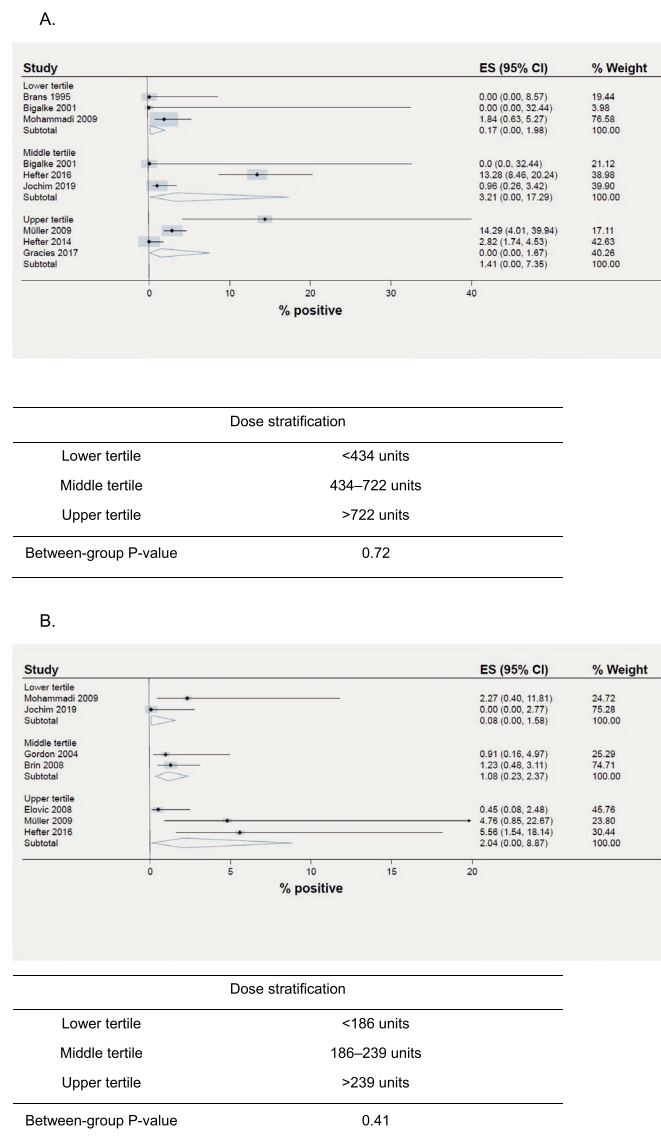 A.
Study ES (95% CI) % Weight
Lower tertile
Brans 1995 0.00 (0.00, 8.57) 19.44
Bigalke 2001 0.00 (0.00, 32.44) 3.98
Mohammadi 2009 1.84 (0.63, 5.27) 76.58
Subtotal 0.17 (0.00, 1.98) 100.00
Middle tertile
Bigalke 2001 0.0 (0.0, 32.44) 21.12
Hefter 2016 13.28 (8.46, 20.24) 38.98
Jochim 2019 0.96 (0.26, 3.42) 39.90
Subtotal 3.21 (0.00, 17.29) 100.00
Upper tertile
Müller 2009 14.29 (4.01, 39.94) 17.11
Hefter 2014 2.82 (1.74, 4.53) 42.63
Gracies 2017 0.00 (0.00, 1.67) 40.26
Subtotal 1.41 (0.00, 7.35) 100.00
0 10 20 30 40
% positive
Dose stratification
Lower tertile <434 units
Middle tertile 434–722 units
Upper tertile >722 units
Between-group P-value 0.72
B.
Study ES (95% CI) % Weight
Lower tertile
Mohammadi 2009 2.27 (0.40, 11.81) 24.72
Jochim 2019 0.00 (0.00, 2.77) 75.28
Subtotal 0.08 (0.00, 1.58) 100.00
Middle tertile
Gordon 2004 0.91 (0.16, 4.97) 25.29
Brin 2008 1.23 (0.48, 3.11) 74.71
Subtotal 1.08 (0.23, 2.37) 100.00
Upper tertile
Elovic 2008 0.45 (0.08, 2.48) 45.76
Müller 2009 4.76 (0.85, 22.67) 23.80
Hefter 2016 5.56 (1.54, 18.14) 30.44
Subtotal 2.04 (0.00, 8.87) 100.00
0 5 10 15 20
% positive
Dose stratification
Lower tertile <186 units
Middle tertile 186–239 units
Upper tertile >239 units
Between-group P-value 0.41